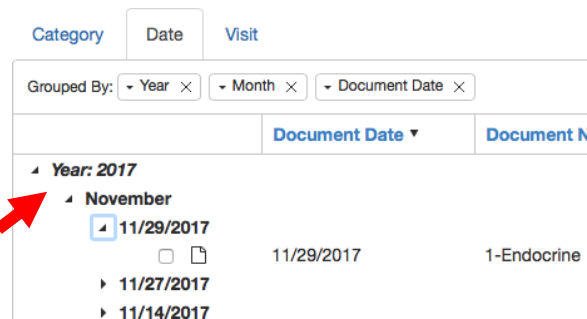 Category Date Visit
Grouped By: Year × Month × Document Date ×
Document Date ▼ Document N
Year: 2017
November
11/29/2017
11/29/2017 1-Endocrine
11/27/2017
11/14/2017